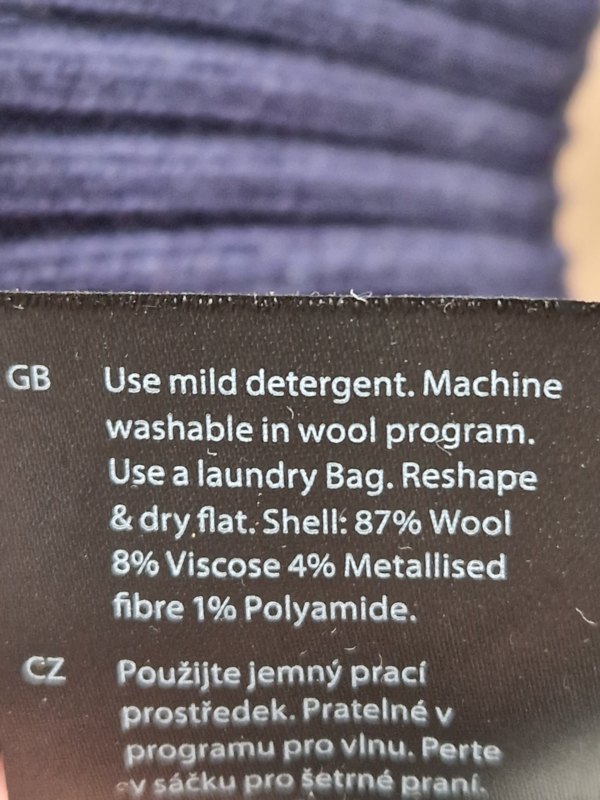 GB Use mild detergent. Machine
washable in wool program.
Use a laundry Bag. Reshape
& dry flat. Shell: 87% Wool
8% Viscose 4% Metallised
fibre 1% Polyamide.
CZ Použijte jemný prací
prostředek. Pratelné v
programu pro vlnu. Perte
v sáčku pro šetrné praní.